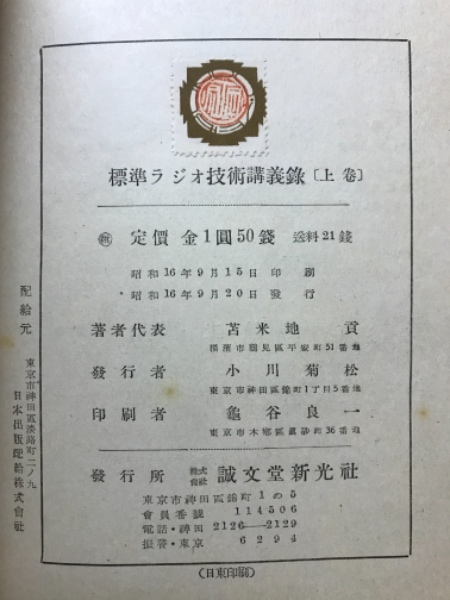 標準ラジオ技術講義錄〔上卷〕
定價 金1圓50錢 送料21錢
昭和16年9月15日印刷
昭和16年9月20日發行
著者代表 苫米地貢
橫濱市鶴見區平安町51番地
發行者 小川菊松
東京市神田區錦町1丁目5番地
印刷者 龜谷良一
東京市本鄕區眞砂町36番地
發行所 株式會社 誠文堂新光社
東京市神田區錦町1の5
會員番號 114506
電話・神田 2126—2129
振替・東京 6294
(日東印刷)
配給元 東京市神田區淡路町二ノ九
日本出版配給株式會社